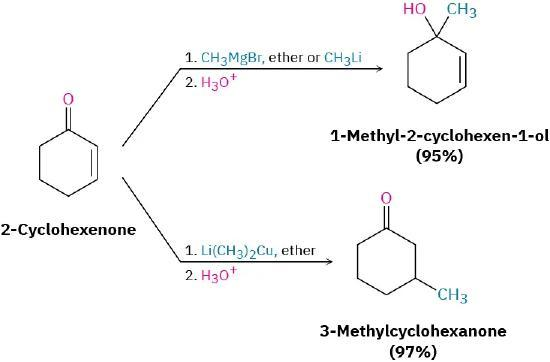 HO CH₃
1. CH₃MgBr, ether or CH₃Li
2. H₃O⁺
O
1-Methyl-2-cyclohexen-1-ol
(95%)
2-Cyclohexenone
O
1. Li(CH₃)₂Cu, ether
2. H₃O⁺
CH₃
3-Methylcyclohexanone
(97%)